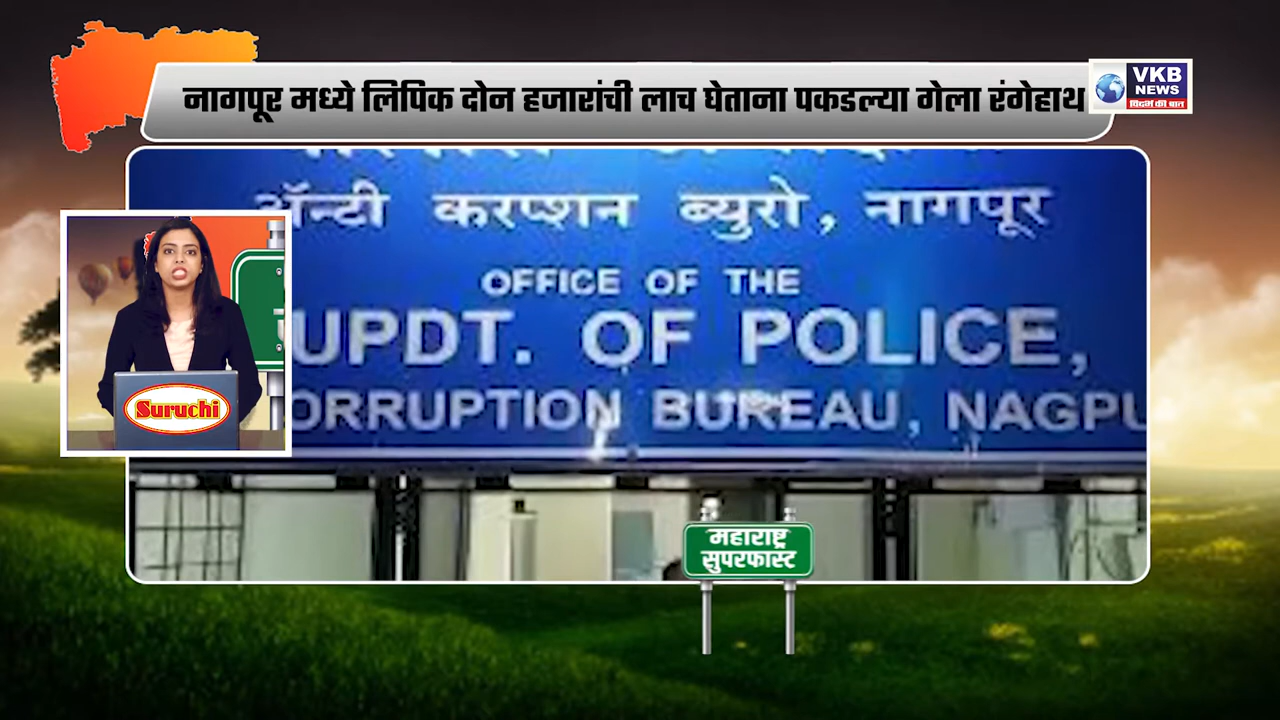 नागपूर मध्ये लिपिक दोन हजारांची लाच घेताना पकडल्या गेला रंगेहाथ
VKB
NEWS
विदर्भ की बात
ॲन्टी करप्शन ब्युरो, नागपूर
OFFICE OF THE
UPDT. OF POLICE,
ORRUPTION BUREAU, NAGPU
Suruchi
महाराष्ट्र
सुपरफास्ट